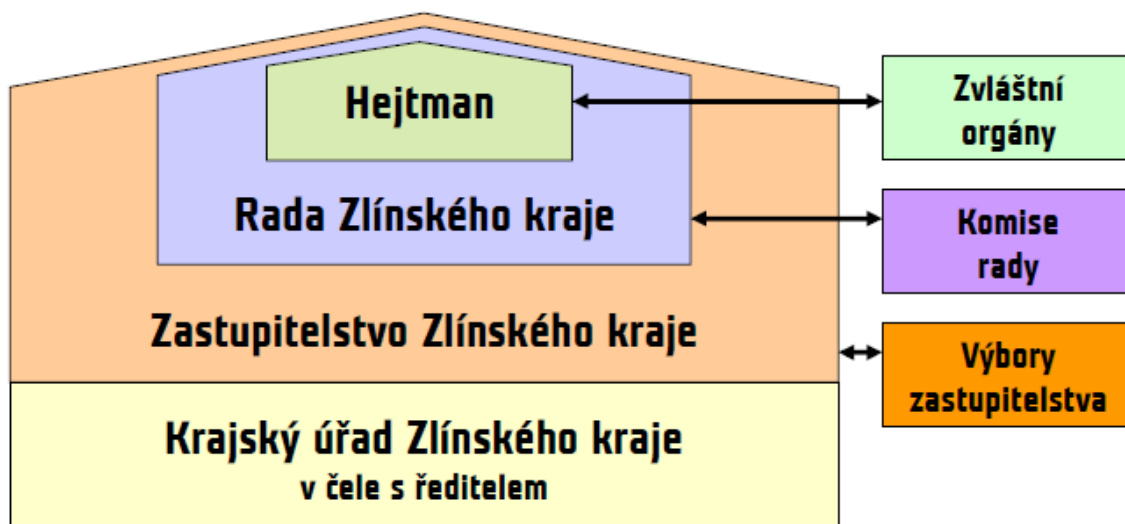 Hejtman
Rada Zlínského kraje
Zastupitelstvo Zlínského kraje
Krajský úřad Zlínského kraje
v čele s ředitelem
Zvláštní
orgány
Komise
rady
Výbory
zastupitelstva